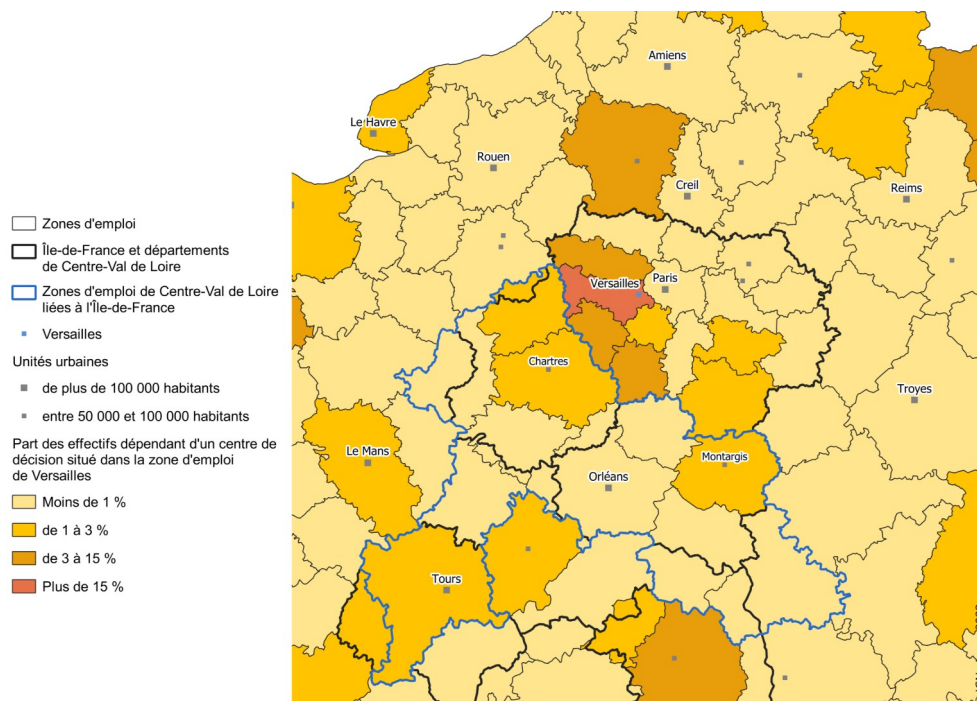 Zones d'emploi
Île-de-France et départements
de Centre-Val de Loire
Zones d'emploi de Centre-Val de Loire
liées à l'Île-de-France
Versailles
Unités urbaines
de plus de 100 000 habitants
entre 50 000 et 100 000 habitants
Part des effectifs dépendant d'un centre de
décision situé dans la zone d'emploi
de Versailles
Moins de 1 %
de 1 à 3 %
de 3 à 15 %
Plus de 15 %
Amiens
Le Havre
Rouen
Creil
Reims
Versailles
Paris
Chartres
Troyes
Le Mans
Montargis
Orléans
Tours